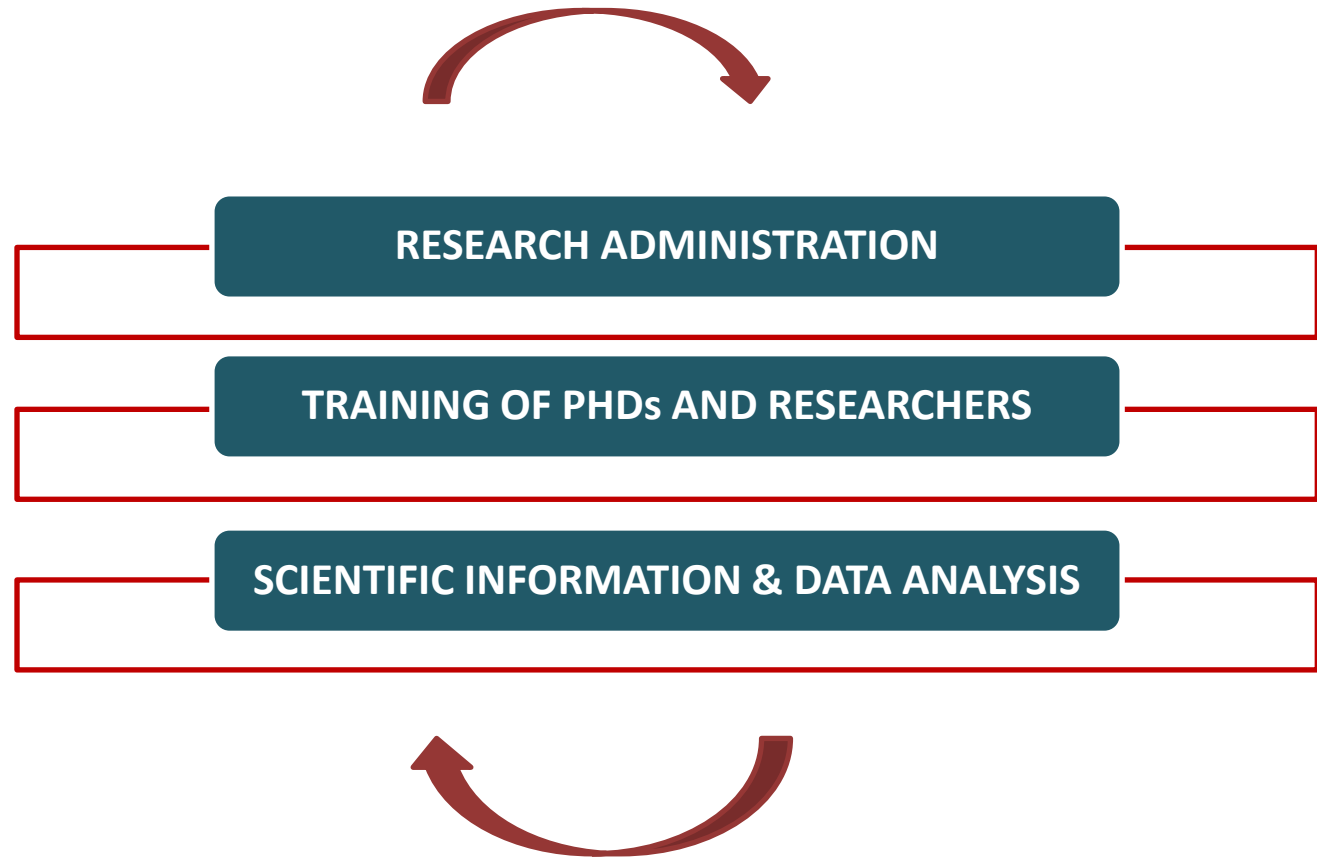 RESEARCH ADMINISTRATION
TRAINING OF PHDs AND RESEARCHERS
SCIENTIFIC INFORMATION & DATA ANALYSIS